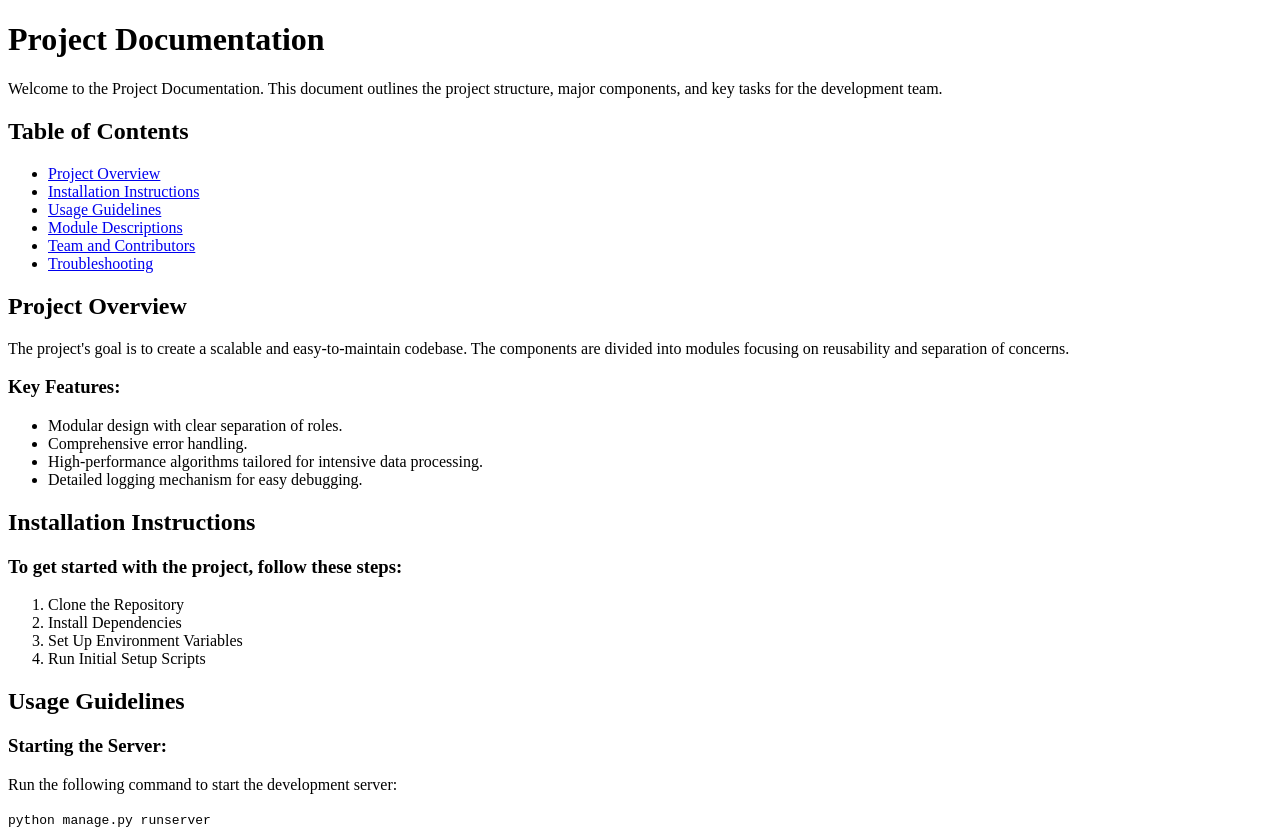 Project Documentation
Welcome to the Project Documentation. This document outlines the project structure, major components, and key tasks for the development team.
Table of Contents
Project Overview
Installation Instructions
Usage Guidelines
Module Descriptions
Team and Contributors
Troubleshooting
Project Overview
The project's goal is to create a scalable and easy-to-maintain codebase. The components are divided into modules focusing on reusability and separation of concerns.
Key Features:
Modular design with clear separation of roles.
Comprehensive error handling.
High-performance algorithms tailored for intensive data processing.
Detailed logging mechanism for easy debugging.
Installation Instructions
To get started with the project, follow these steps:
1. Clone the Repository
2. Install Dependencies
3. Set Up Environment Variables
4. Run Initial Setup Scripts
Usage Guidelines
Starting the Server:
Run the following command to start the development server:
python manage.py runserver